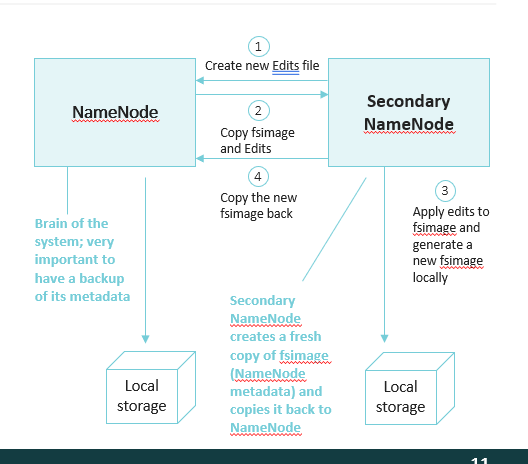 1
Create new Edits file
NameNode
Secondary
NameNode
2
Copy fsimage
and Edits
4
Copy the new
fsimage back
3
Apply edits to
fsimage and
generate a
new fsimage
locally
Brain of the
system; very
important to
have a backup
of its metadata
Secondary
NameNode
creates a fresh
copy of fsimage
(NameNode
metadata) and
copies it back to
NameNode
Local
storage
Local
storage
11